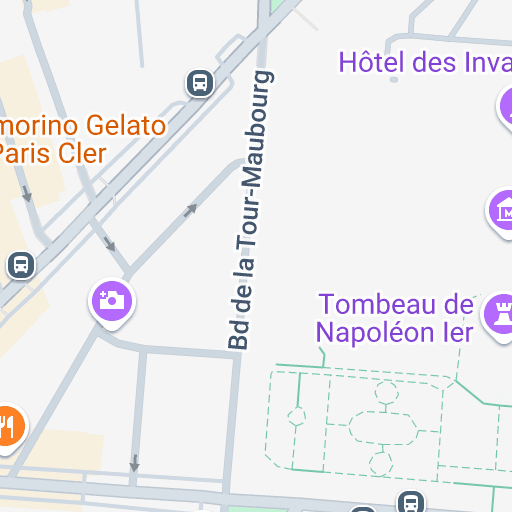 Hôtel des Inva
morino Gelato
Paris Cler
Bd de la Tour-Maubourg
Tombeau de
Napoléon Ier